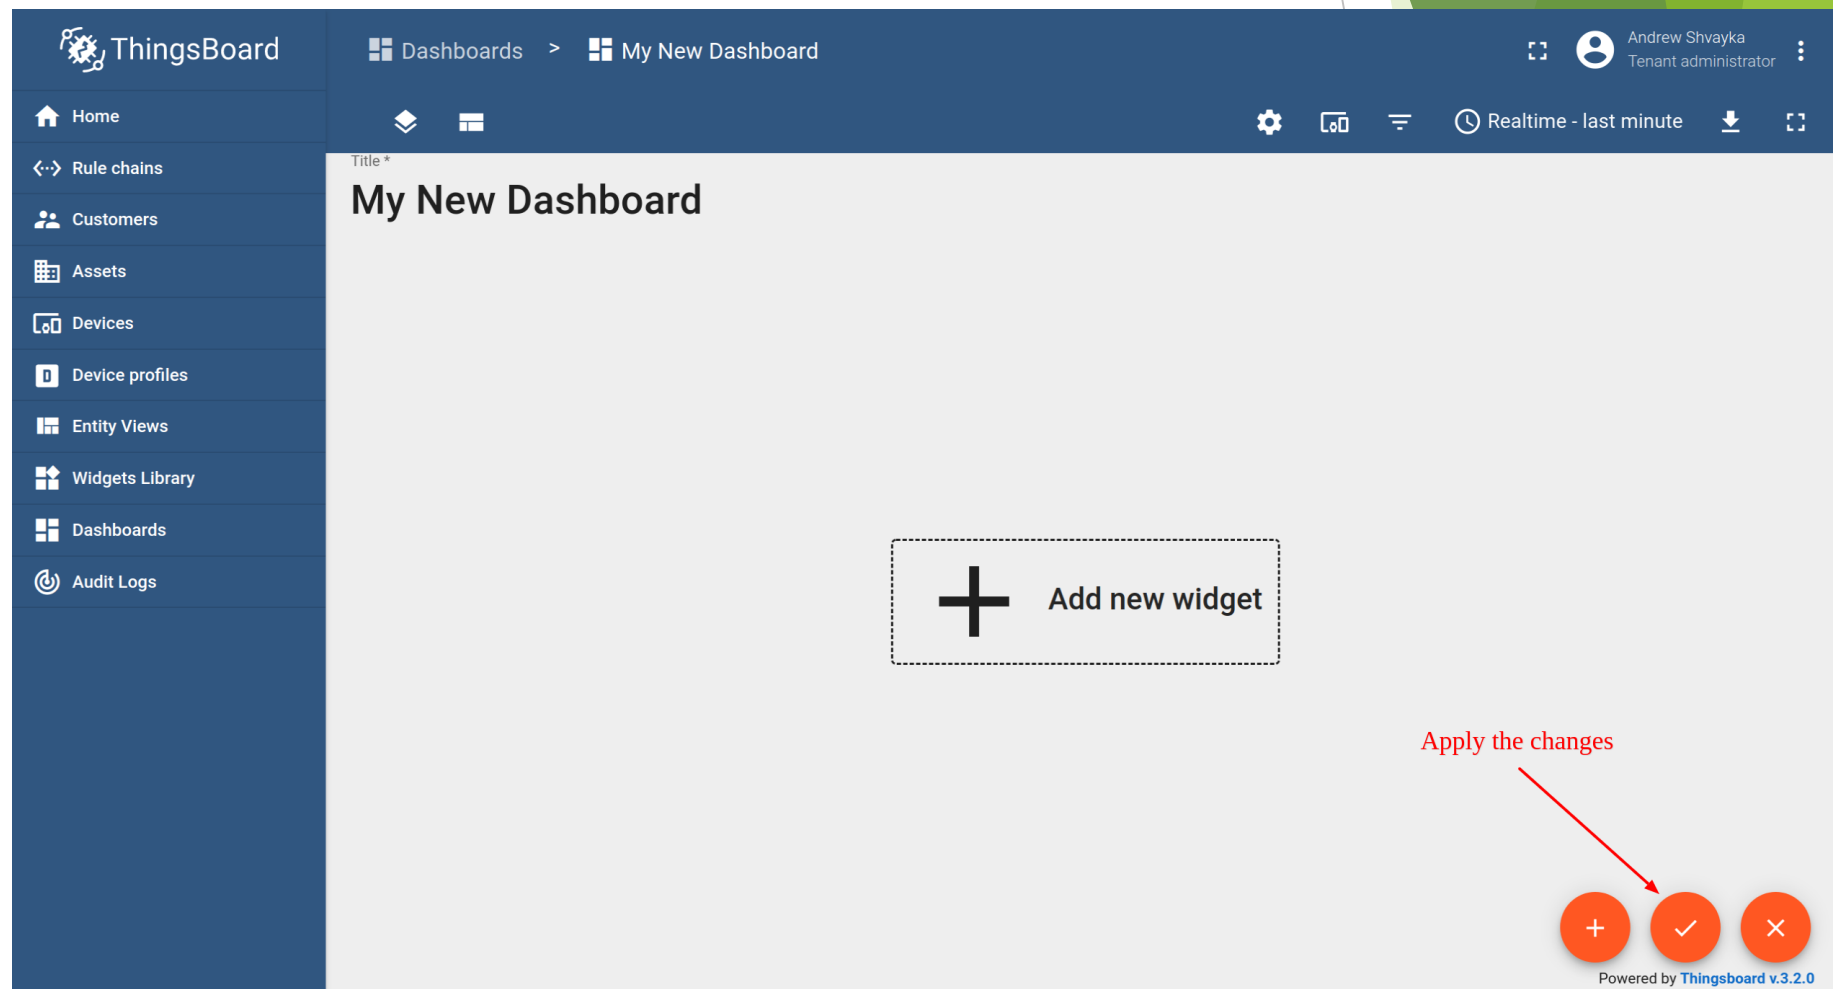 ThingsBoard
Dashboards > My New Dashboard
Andrew Shvayka
Tenant administrator
Realtime - last minute
Home
Rule chains
Customers
Assets
Devices
Device profiles
Entity Views
Widgets Library
Dashboards
Audit Logs
Title *
My New Dashboard
Add new widget
Apply the changes
Powered by Thingsboard v.3.2.0